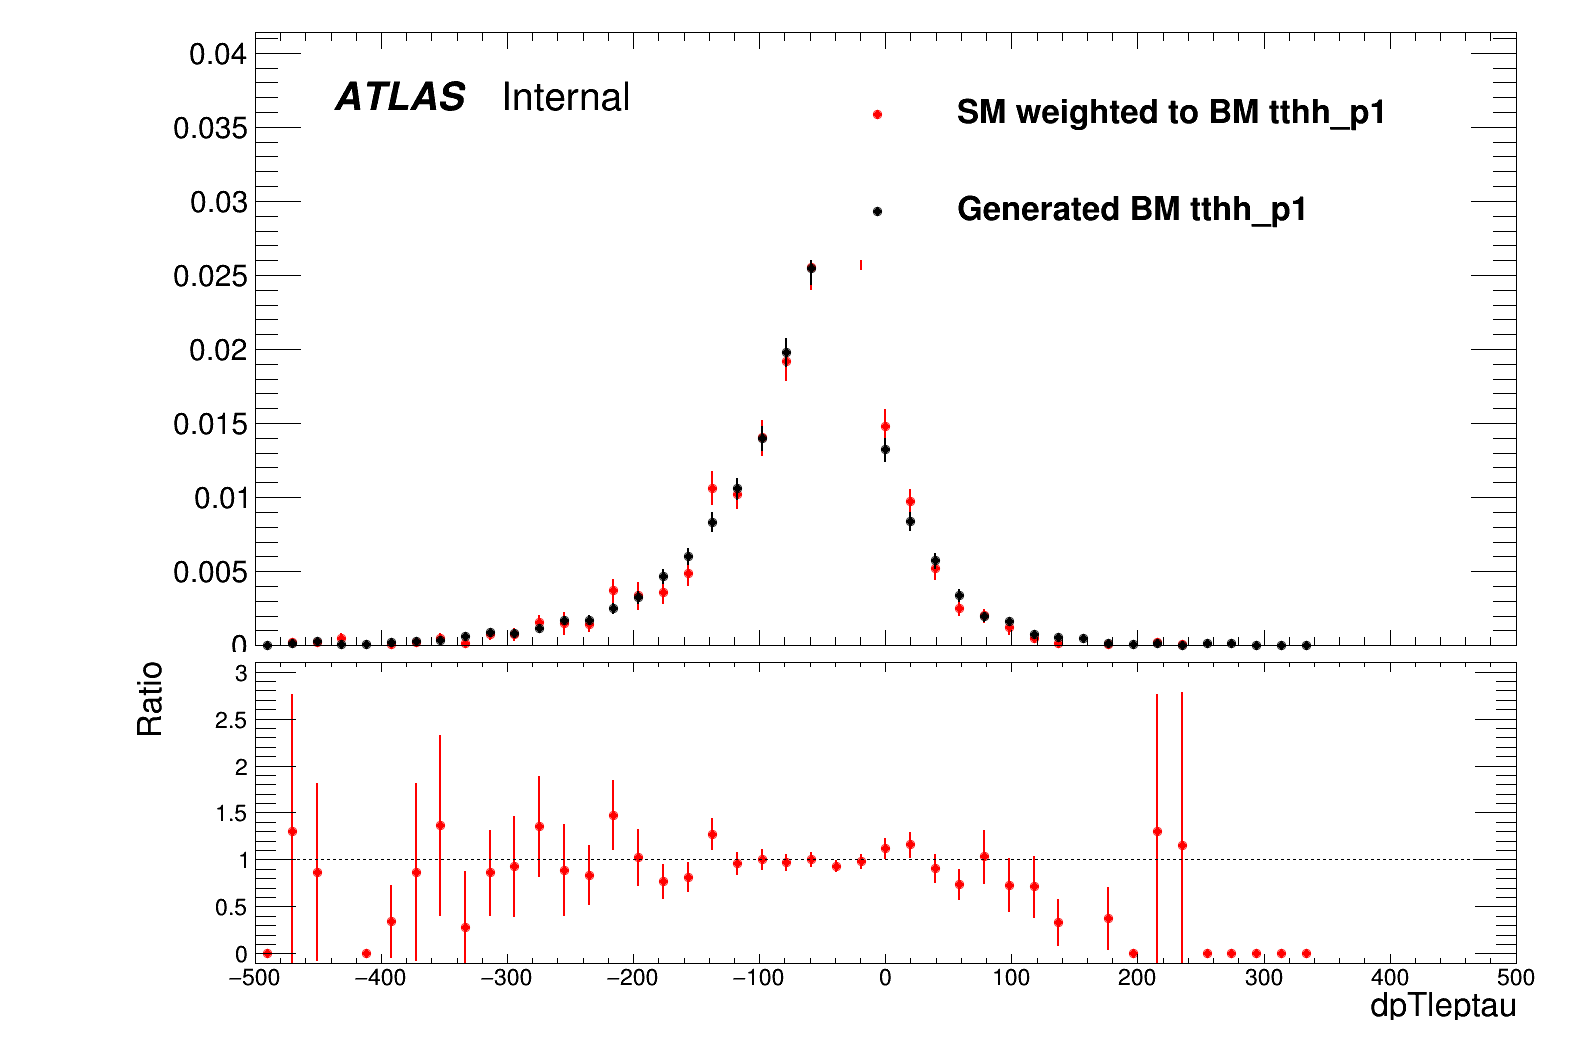 0.04
ATLAS Internal
SM weighted to BM tthh_p1
0.035
0.03
Generated BM tthh_p1
0.025
0.02
0.015
0.01
0.005
0
Ratio
3
2.5
2
1.5
1
0.5
0
−500 −400 −300 −200 −100 0 100 200 300 400 500
dpTleptau